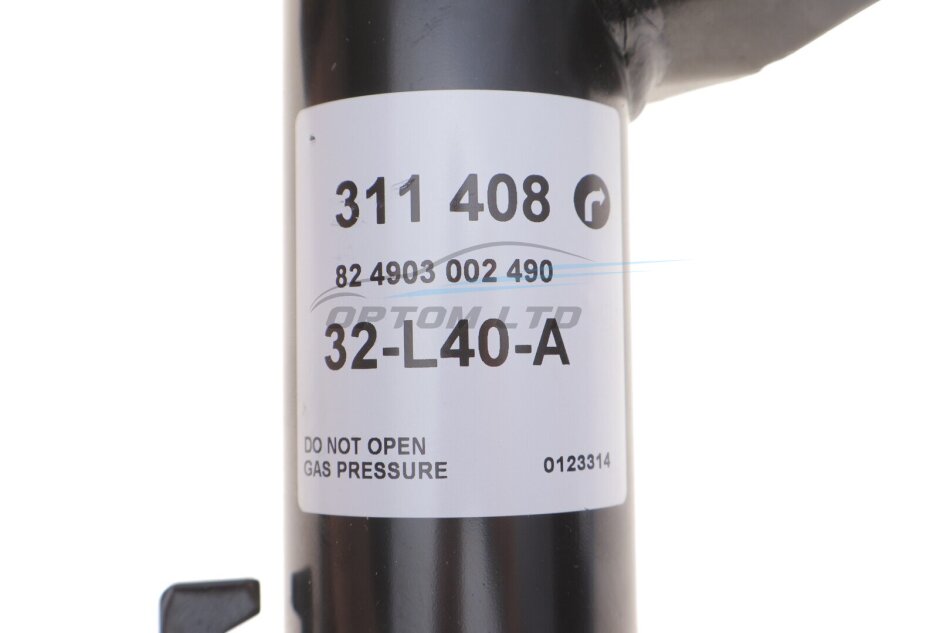 311 408
82 4903 002 490
OPTOM LTD
32-L40-A
DO NOT OPEN
GAS PRESSURE
0123314